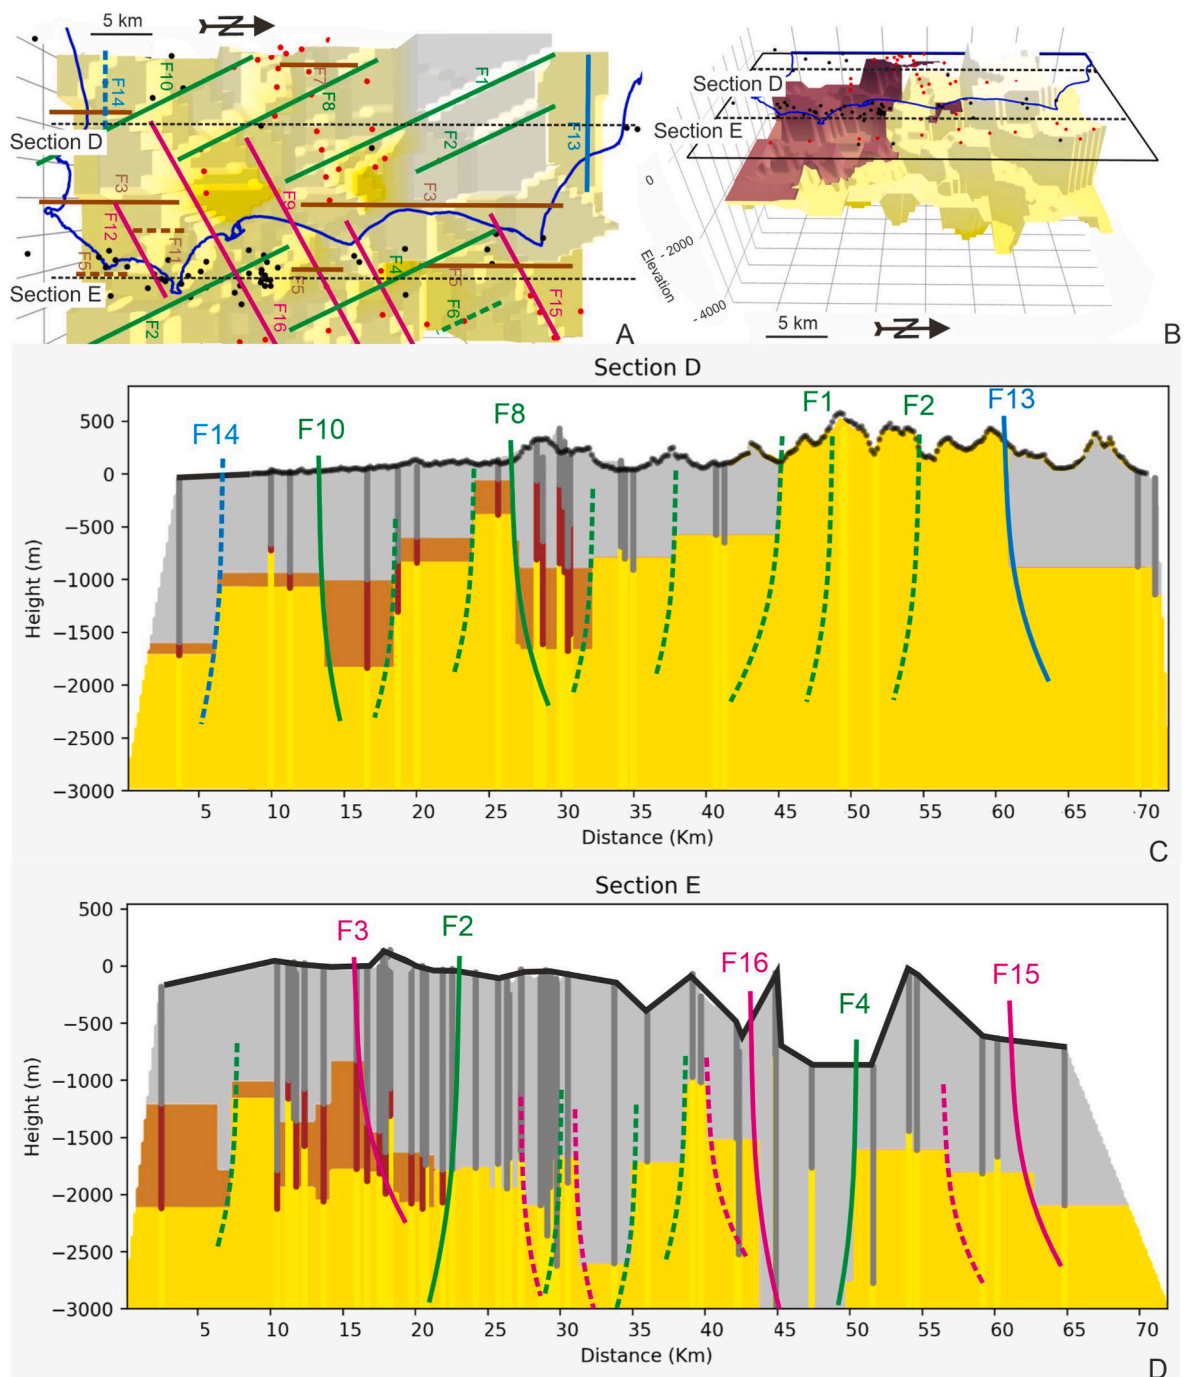 5 km
N
F14
F10
F7
F8
F1
F2
F13
Section D
F3
F12
F11
F9
F3
F5
F5
F4
F5
F6
F15
Section E
F2
F16
A
Section D
Section E
0
-2000
Elevation
-4000
5 km
N
B
Section D
F14
F10
F8
F1
F2
F13
500
0
−500
−1000
−1500
−2000
−2500
−3000
Height (m)
5 10 15 20 25 30 35 40 45 50 55 60 65 70
Distance (Km)
C
Section E
F3
F2
F16
F4
F15
500
0
−500
−1000
−1500
−2000
−2500
−3000
Height (m)
5 10 15 20 25 30 35 40 45 50 55 60 65 70
Distance (Km)
D